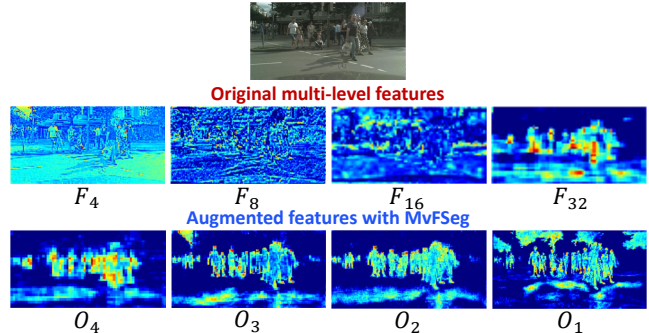 Original multi-level features
F₄ F₈ F₁₆ F₃₂
Augmented features with MvFSeg
O₄ O₃ O₂ O₁